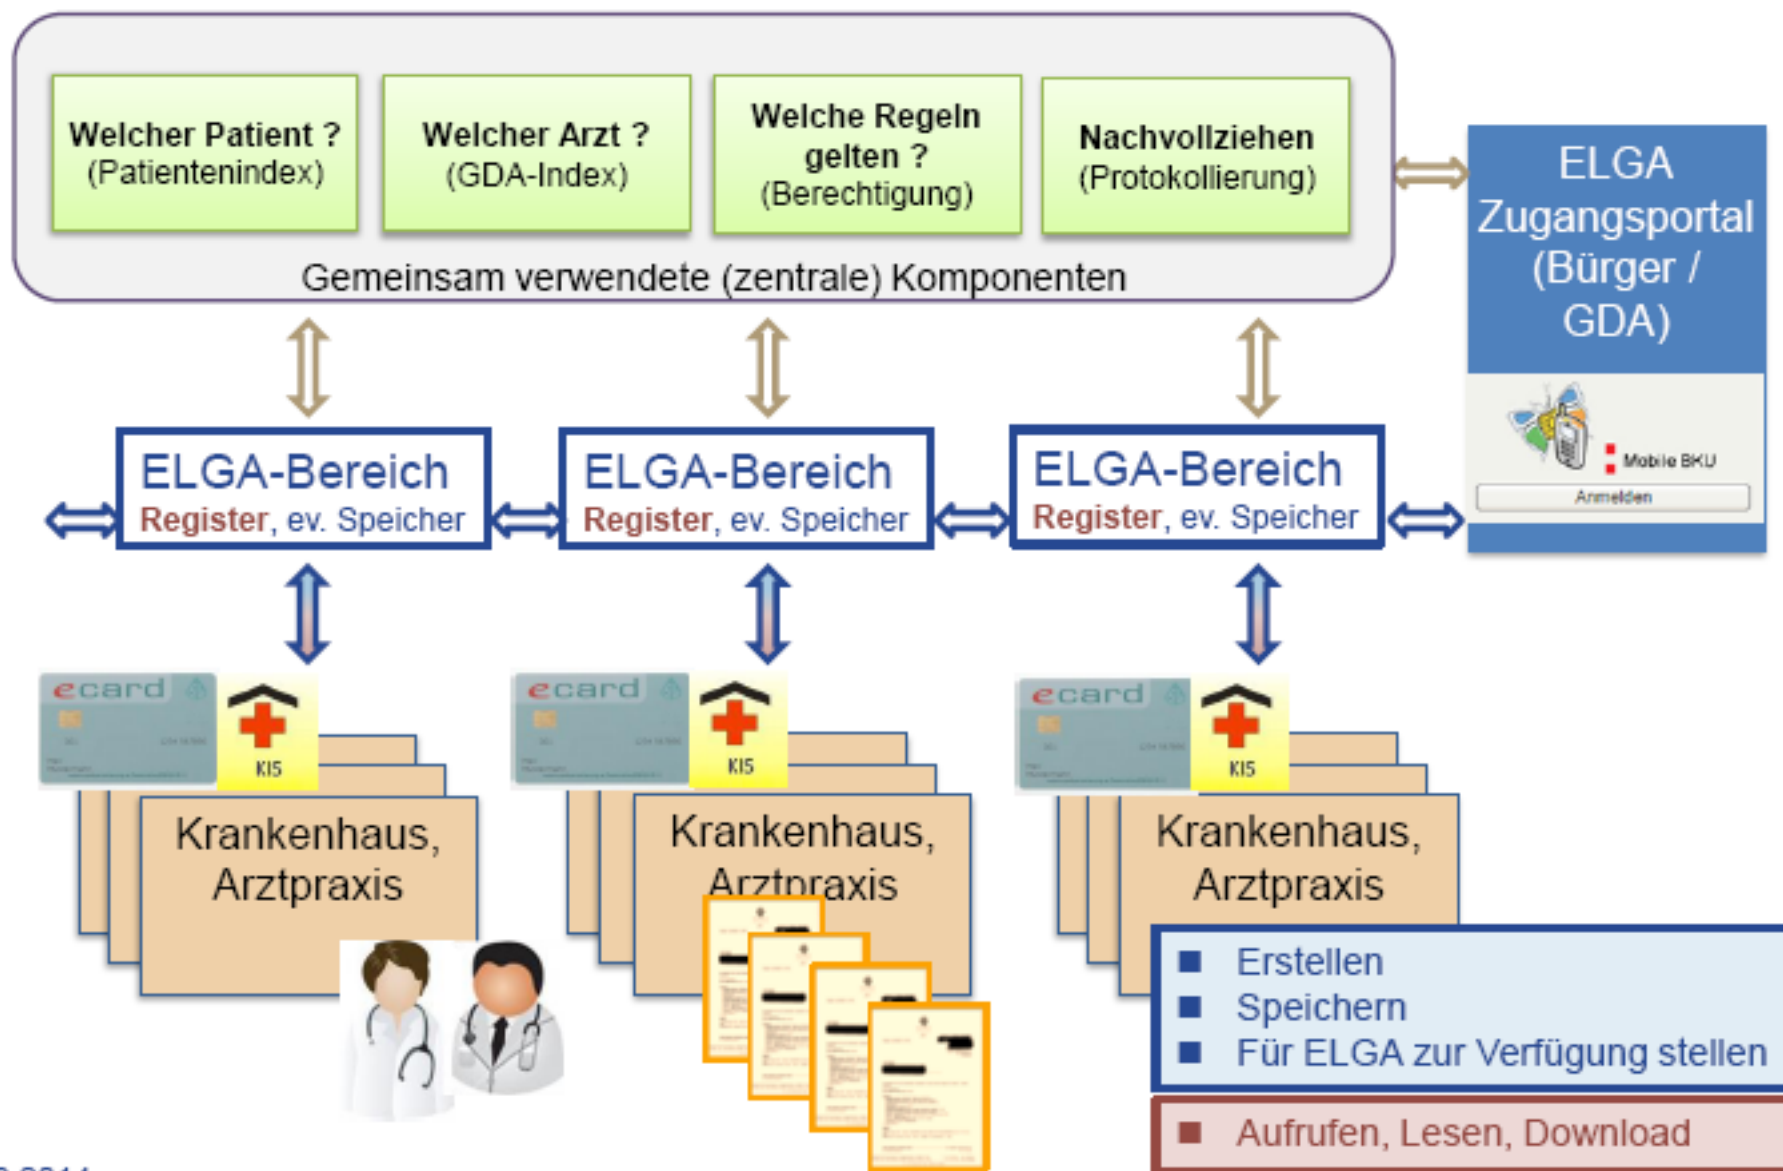 Welcher Patient ?
(Patientenindex)
Welcher Arzt ?
(GDA-Index)
Welche Regeln
gelten ?
(Berechtigung)
Nachvollziehen
(Protokollierung)
Gemeinsam verwendete (zentrale) Komponenten
ELGA
Zugangsportal
(Bürger /
GDA)
Mobile BKU
Anmelden
ELGA-Bereich
Register, ev. Speicher
ELGA-Bereich
Register, ev. Speicher
ELGA-Bereich
Register, ev. Speicher
ecard
KIS
ecard
KIS
ecard
KIS
Krankenhaus,
Arztpraxis
Krankenhaus,
Arztpraxis
Krankenhaus,
Arztpraxis
Erstellen
Speichern
Für ELGA zur Verfügung stellen
Aufrufen, Lesen, Download